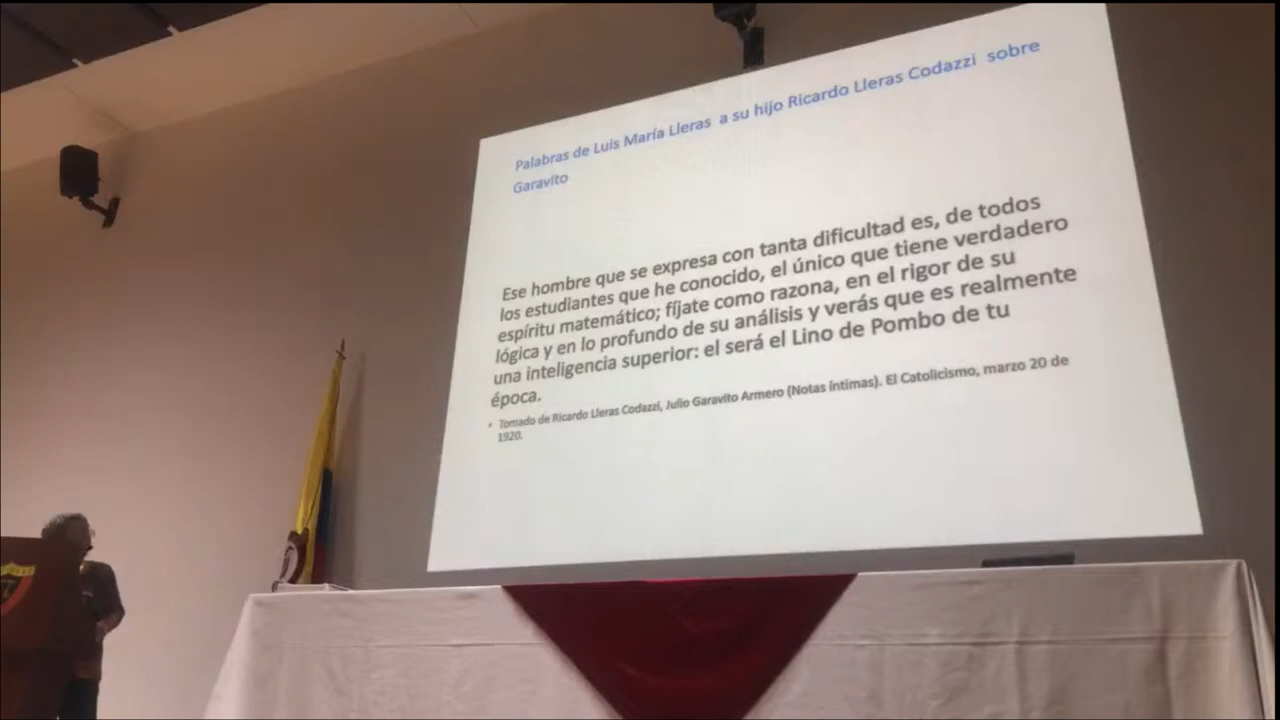 Palabras de Luis María Lleras a su hijo Ricardo Lleras Codazzi sobre
Garavito
Ese hombre que se expresa con tanta dificultad es, de todos
los estudiantes que he conocido, el único que tiene verdadero
espíritu matemático; fíjate como razona, en el rigor de su
lógica y en lo profundo de su análisis y verás que es realmente
una inteligencia superior: el será el Lino de Pombo de tu
época.
• Tomado de Ricardo Lleras Codazzi, Julio Garavito Armero (Notas íntimas). El Catolicismo, marzo 20 de
1920.